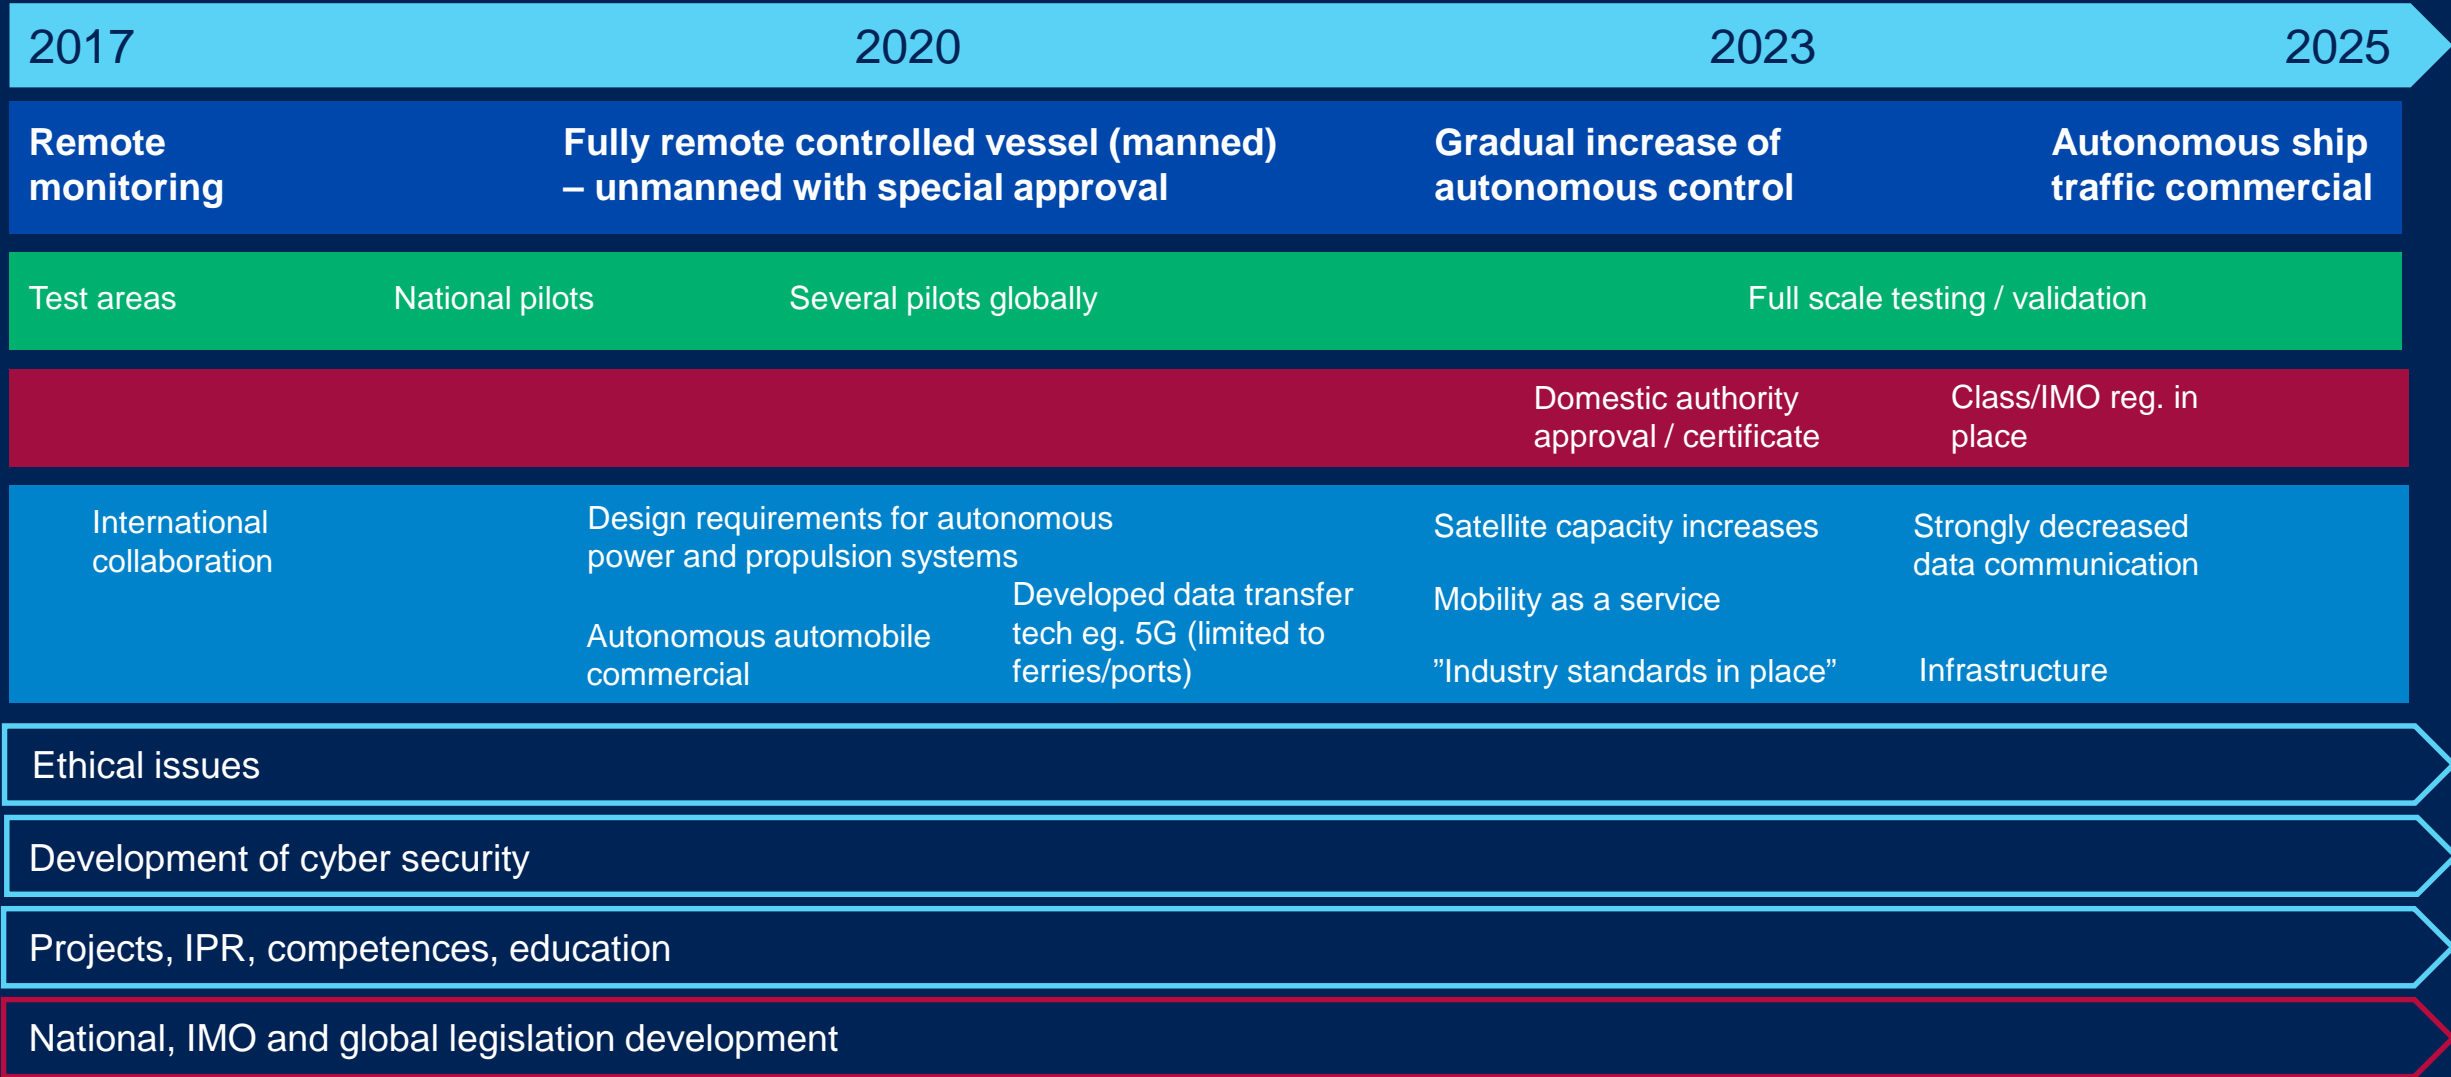 2017
2020
2023
2025
Remote
monitoring
Fully remote controlled vessel (manned)
– unmanned with special approval
Gradual increase of
autonomous control
Autonomous ship
traffic commercial
Test areas
National pilots
Several pilots globally
Full scale testing / validation
Domestic authority
approval / certificate
Class/IMO reg. in
place
International
collaboration
Design requirements for autonomous
power and propulsion systems
Autonomous automobile
commercial
Developed data transfer
tech eg. 5G (limited to
ferries/ports)
Satellite capacity increases
Mobility as a service
”Industry standards in place”
Strongly decreased
data communication
Infrastructure
Ethical issues
Development of cyber security
Projects, IPR, competences, education
National, IMO and global legislation development